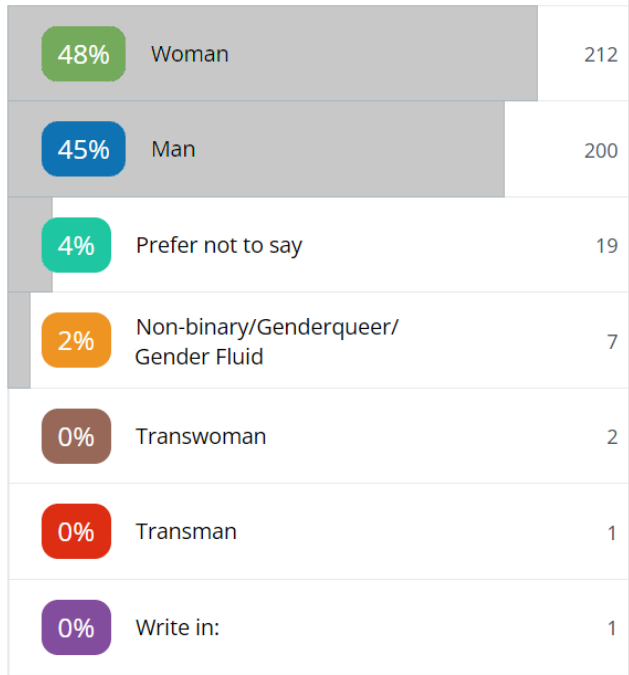 48% Woman 212
45% Man 200
4% Prefer not to say 19
Non-binary/Genderqueer/
2% 7
Gender Fluid
0% Transwoman 2
0% Transman 1
0% Write in: 1